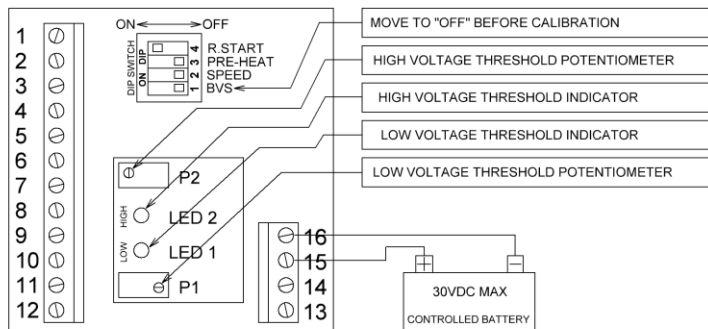 ON OFF
DIP SWITCH
ON DIP
4 R.START
3 PRE-HEAT
2 SPEED
1 BVS
MOVE TO "OFF" BEFORE CALIBRATION
HIGH VOLTAGE THRESHOLD POTENTIOMETER
HIGH VOLTAGE THRESHOLD INDICATOR
LOW VOLTAGE THRESHOLD INDICATOR
LOW VOLTAGE THRESHOLD POTENTIOMETER
1
2
3
4
5
6
7
8
9
10
11
12
P2
HIGH
LED 2
LOW
LED 1
P1
16
15
14
13
+ −
30VDC MAX
CONTROLLED BATTERY